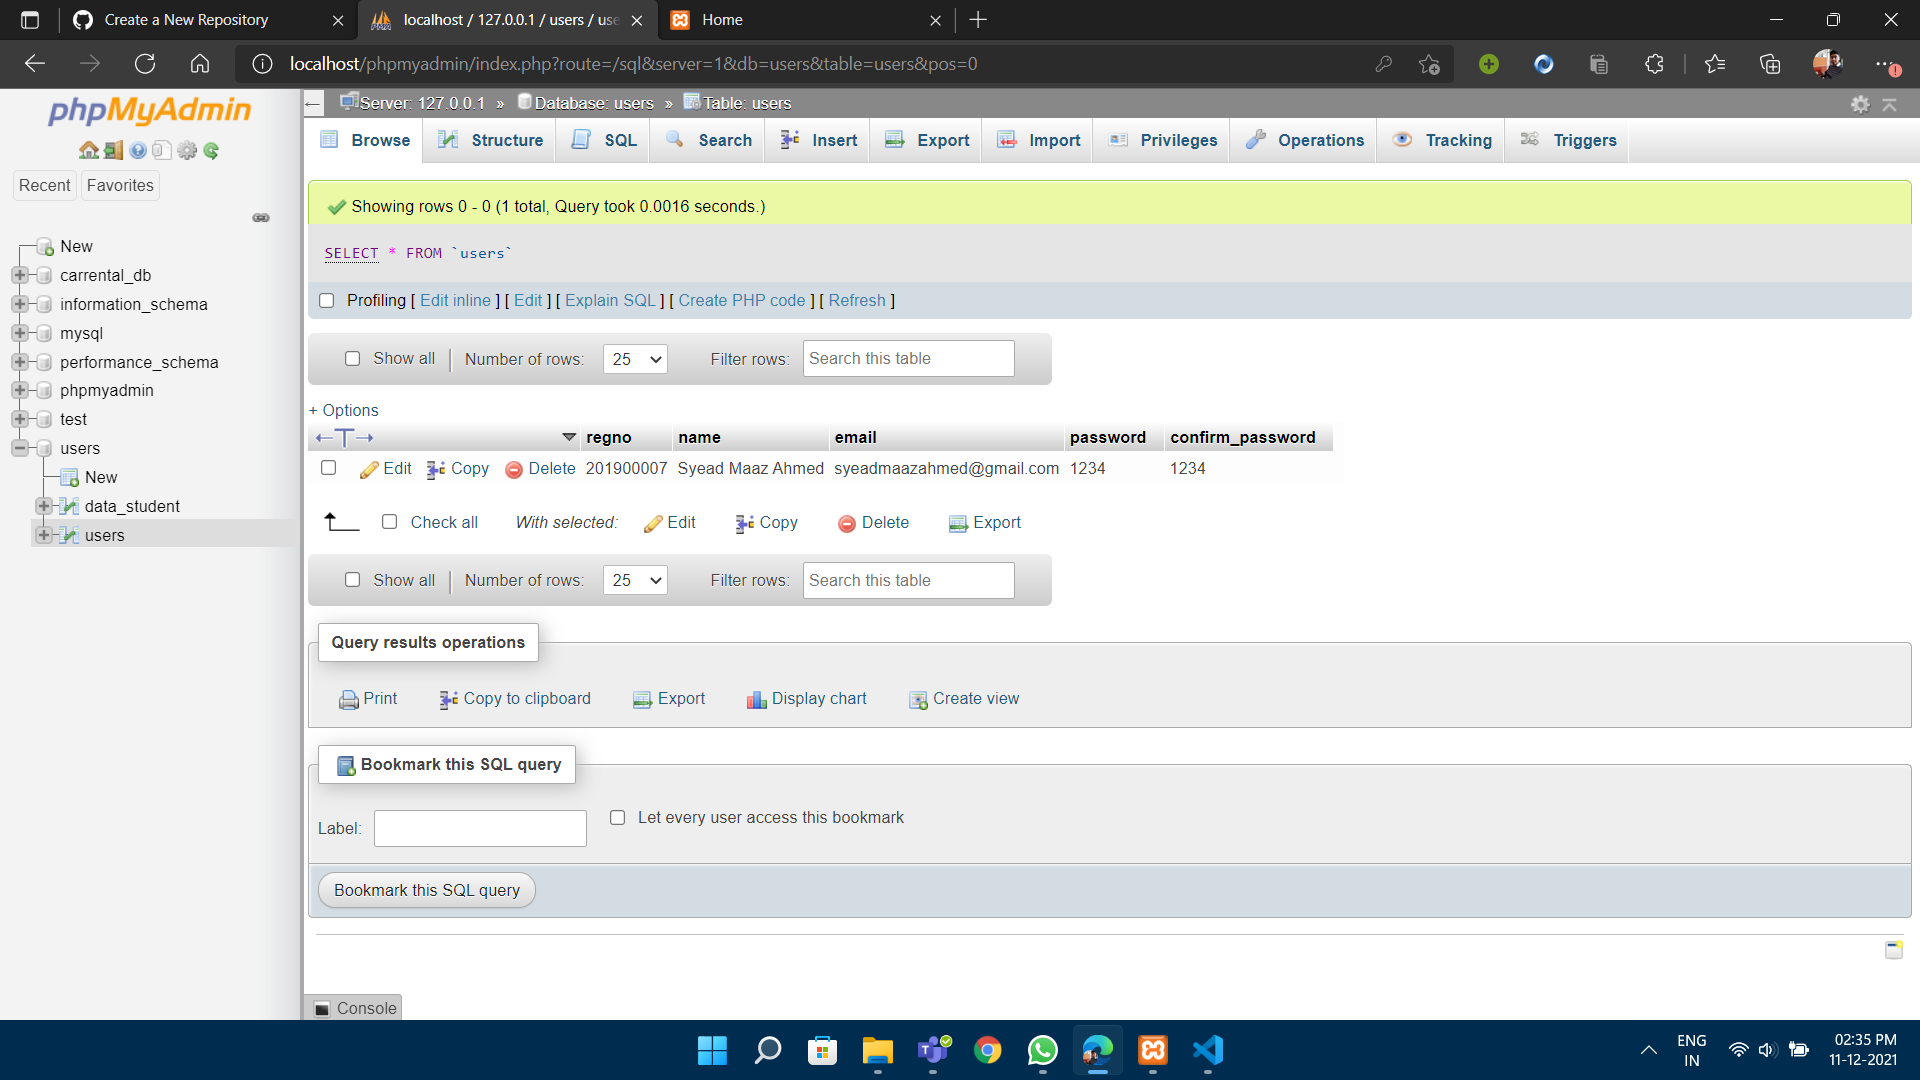 Create a New Repository
localhost / 127.0.0.1 / users / use
Home
localhost/phpmyadmin/index.php?route=/sql&server=1&db=users&table=users&pos=0
phpMyAdmin
Recent
Favorites
New
carrental_db
information_schema
mysql
performance_schema
phpmyadmin
test
users
New
data_student
users
Server: 127.0.0.1 » Database: users » Table: users
Browse
Structure
SQL
Search
Insert
Export
Import
Privileges
Operations
Tracking
Triggers
Showing rows 0 - 0 (1 total, Query took 0.0016 seconds.)
SELECT * FROM `users`
Profiling [ Edit inline ] [ Edit ] [ Explain SQL ] [ Create PHP code ] [ Refresh ]
Show all | Number of rows: 25 Filter rows: Search this table
+ Options
←T→ regno name email password confirm_password
Edit Copy Delete 201900007 Syead Maaz Ahmed syeadmaazahmed@gmail.com 1234 1234
Check all With selected: Edit Copy Delete Export
Show all | Number of rows: 25 Filter rows: Search this table
Query results operations
Print Copy to clipboard Export Display chart Create view
Bookmark this SQL query
Label: Let every user access this bookmark
Bookmark this SQL query
Console
ENG
IN
02:35 PM
11-12-2021